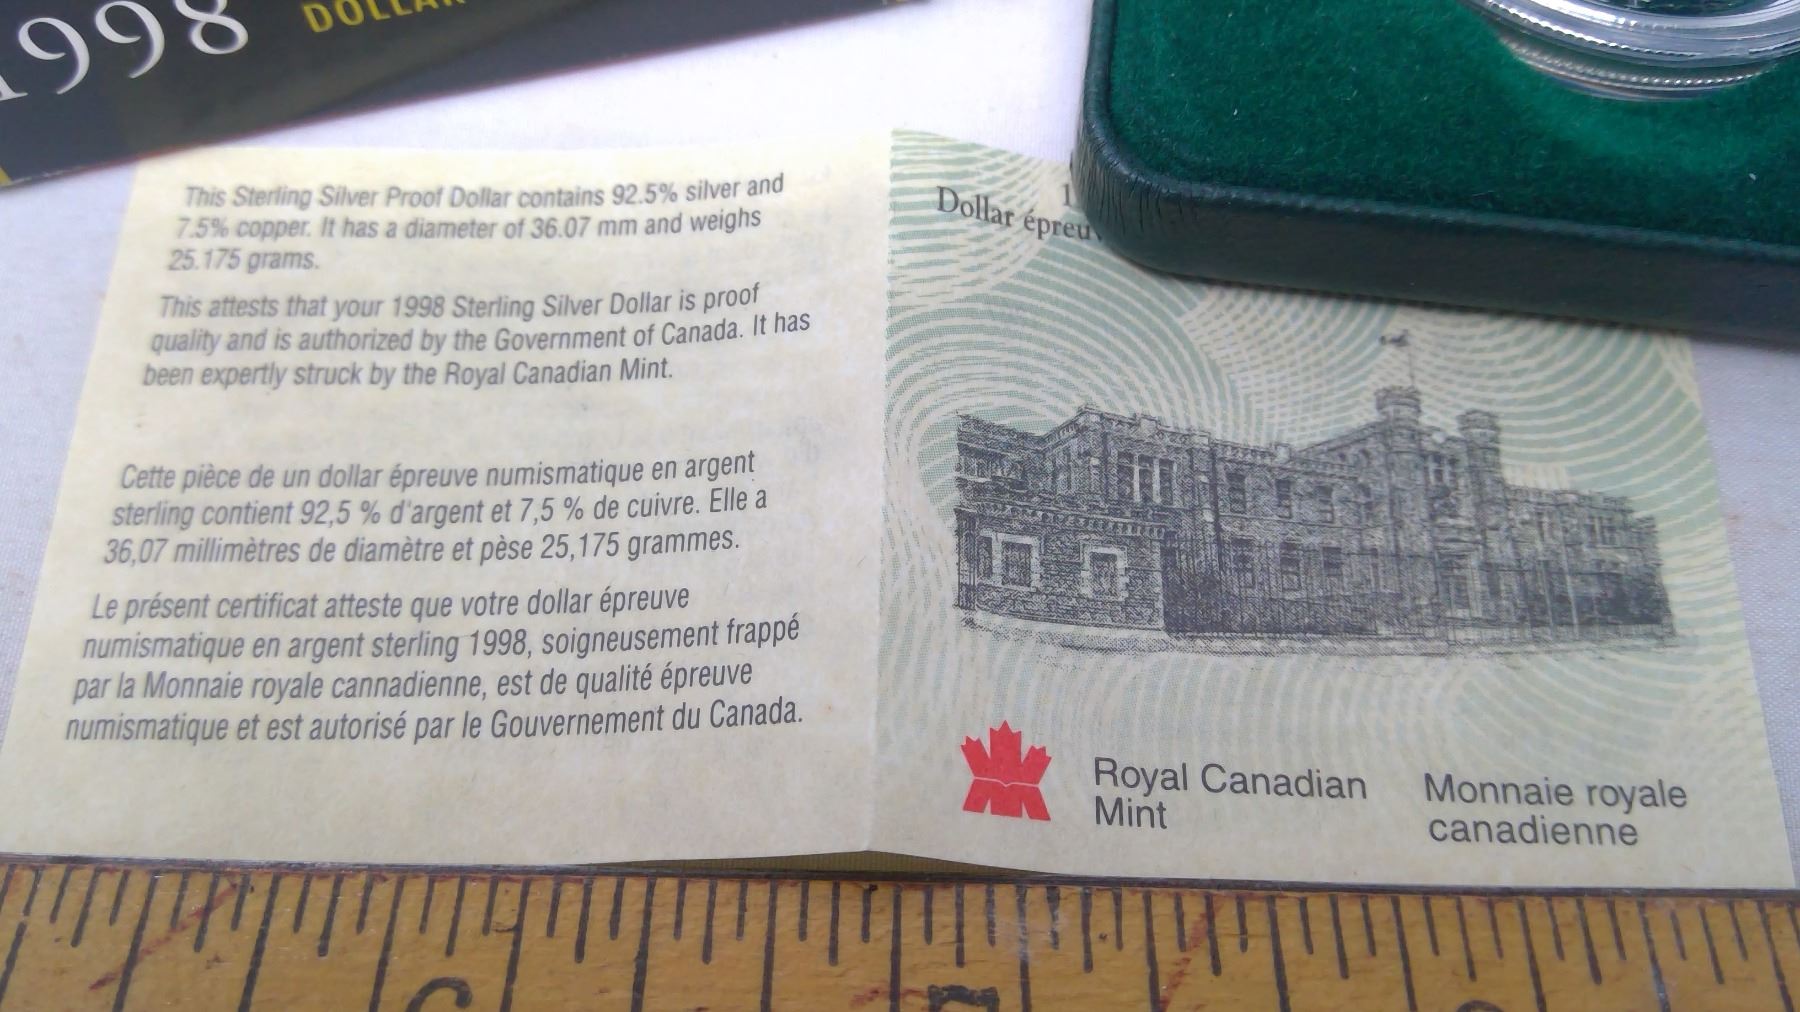 1998
DOLLAR
This Sterling Silver Proof Dollar contains 92.5% silver and
7.5% copper. It has a diameter of 36.07 mm and weighs
25.175 grams.
This attests that your 1998 Sterling Silver Dollar is proof
quality and is authorized by the Government of Canada. It has
been expertly struck by the Royal Canadian Mint.
Cette pièce de un dollar épreuve numismatique en argent
sterling contient 92,5 % d'argent et 7,5 % de cuivre. Elle a
36,07 millimètres de diamètre et pèse 25,175 grammes.
Le présent certificat atteste que votre dollar épreuve
numismatique en argent sterling 1998, soigneusement frappé
par la Monnaie royale cannadienne, est de qualité épreuve
numismatique et est autorisé par le Gouvernement du Canada.
1
Dollar épreu
Royal Canadian
Mint
Monnaie royale
canadienne